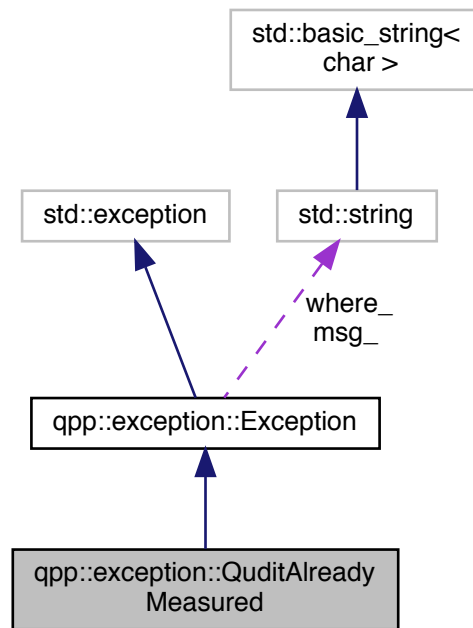 std::basic_string<
char >
std::exception
std::string
where_
msg_
qpp::exception::Exception
qpp::exception::QuditAlready
Measured